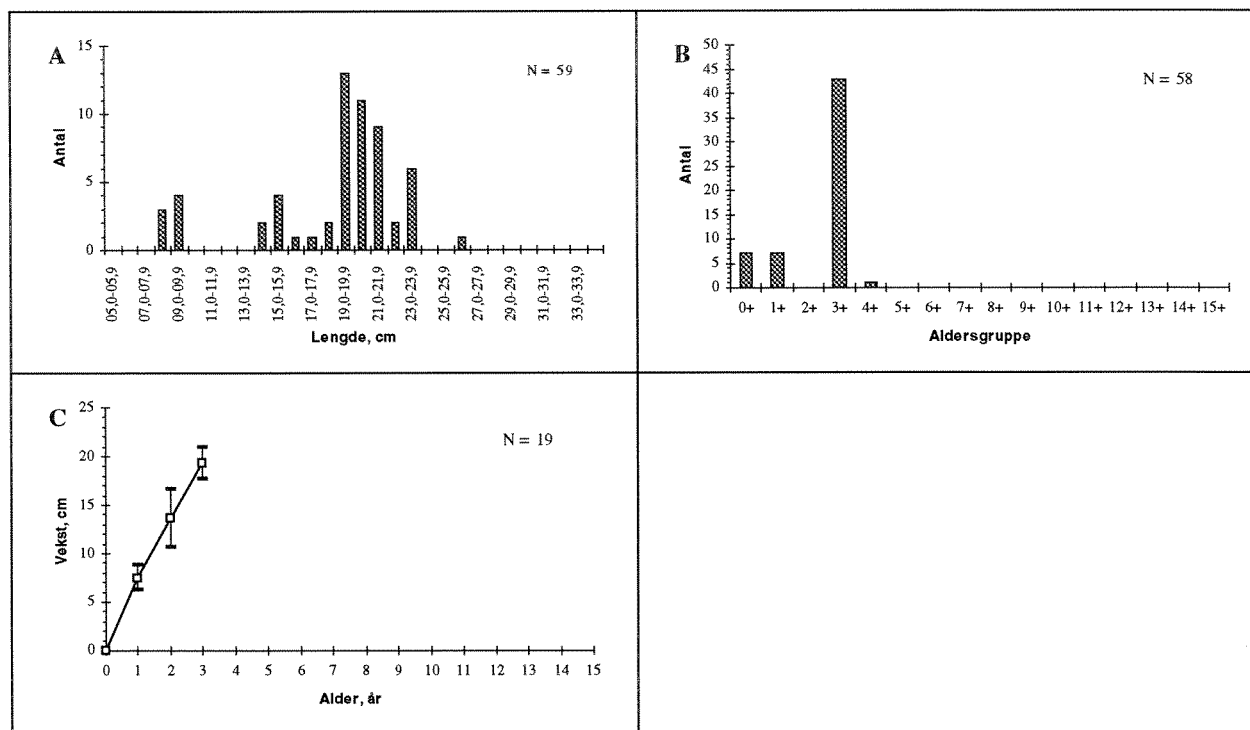 A
N = 59
Antal
15
10
5
0
05,0-05,9
07,0-07,9
09,0-09,9
11,0-11,9
13,0-13,9
15,0-15,9
17,0-17,9
19,0-19,9
21,0-21,9
23,0-23,9
25,0-25,9
27,0-27,9
29,0-29,9
31,0-31,9
33,0-33,9
Lengde, cm
B
N = 58
Antal
50
45
40
35
30
25
20
15
10
5
0
0+ 1+ 2+ 3+ 4+ 5+ 6+ 7+ 8+ 9+ 10+ 11+ 12+ 13+ 14+ 15+
Aldersgruppe
C
N = 19
Vekst, cm
25
20
15
10
5
0
0 1 2 3 4 5 6 7 8 9 10 11 12 13 14 15
Alder, år